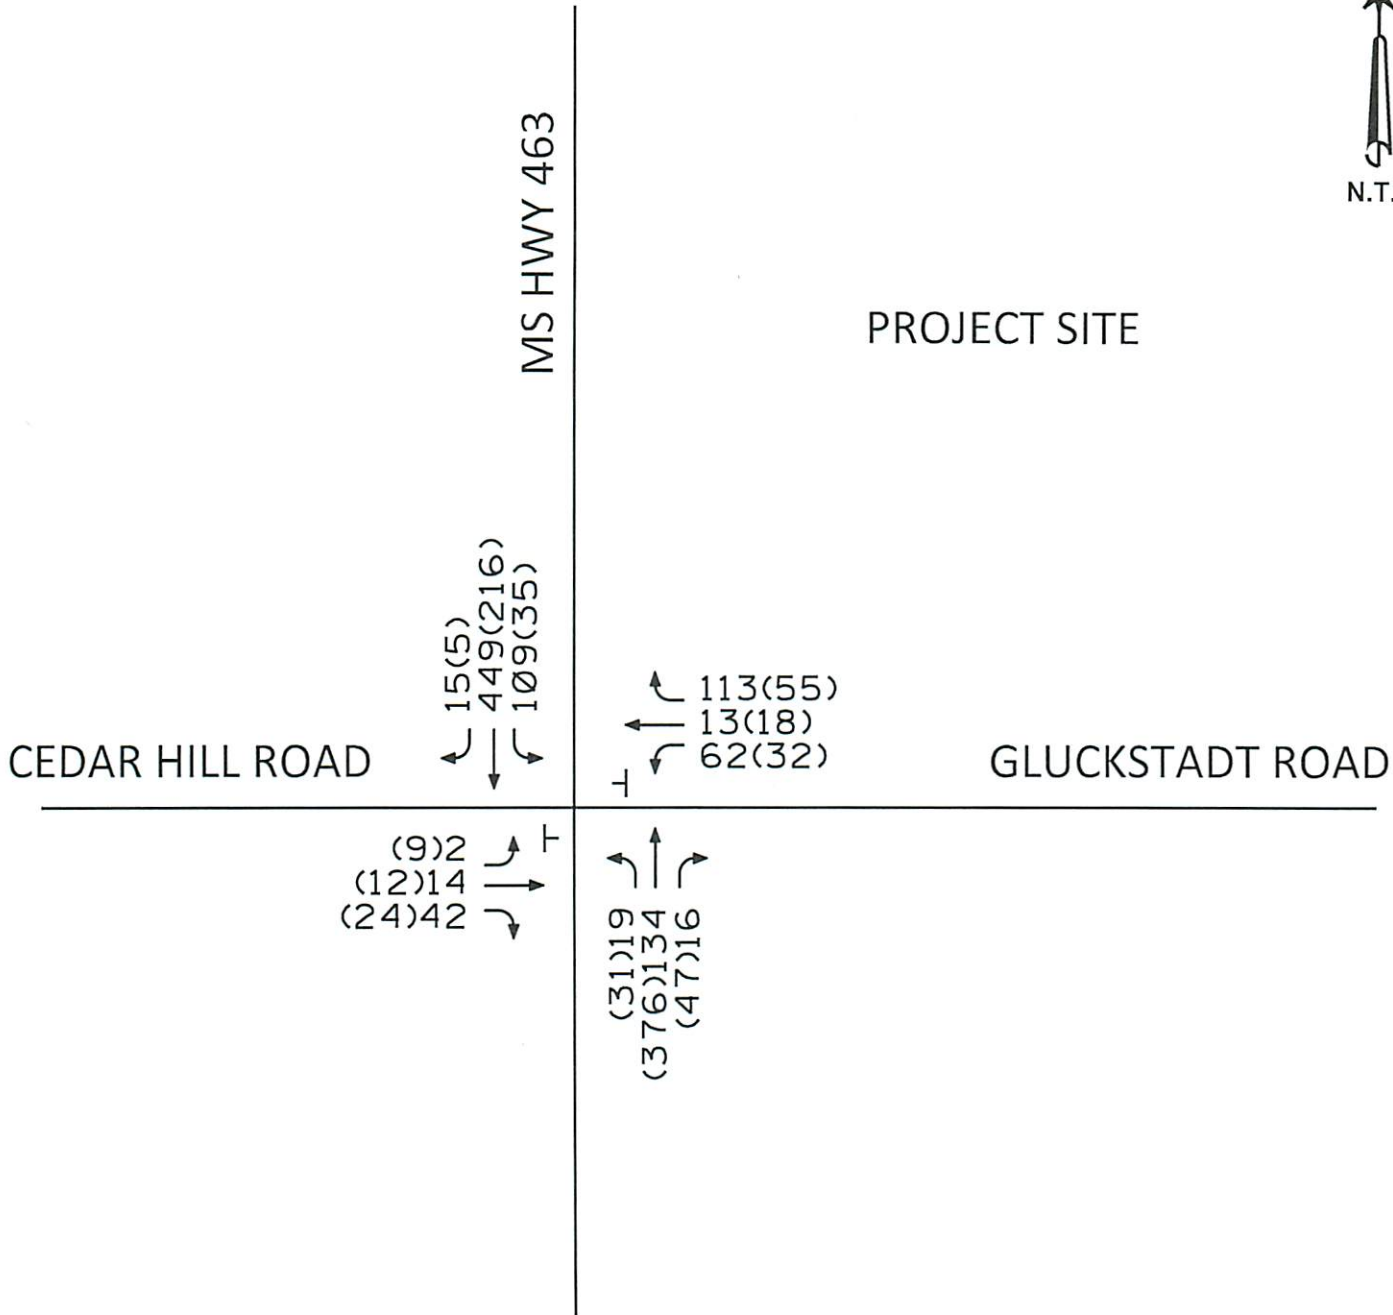 N.T.
MS HWY 463
PROJECT SITE
15(5)
449(216)
109(35)
113(55)
13(18)
62(32)
CEDAR HILL ROAD
GLUCKSTADT ROAD
(9)2
(12)14
(24)42
(31)19
(376)134
(47)16